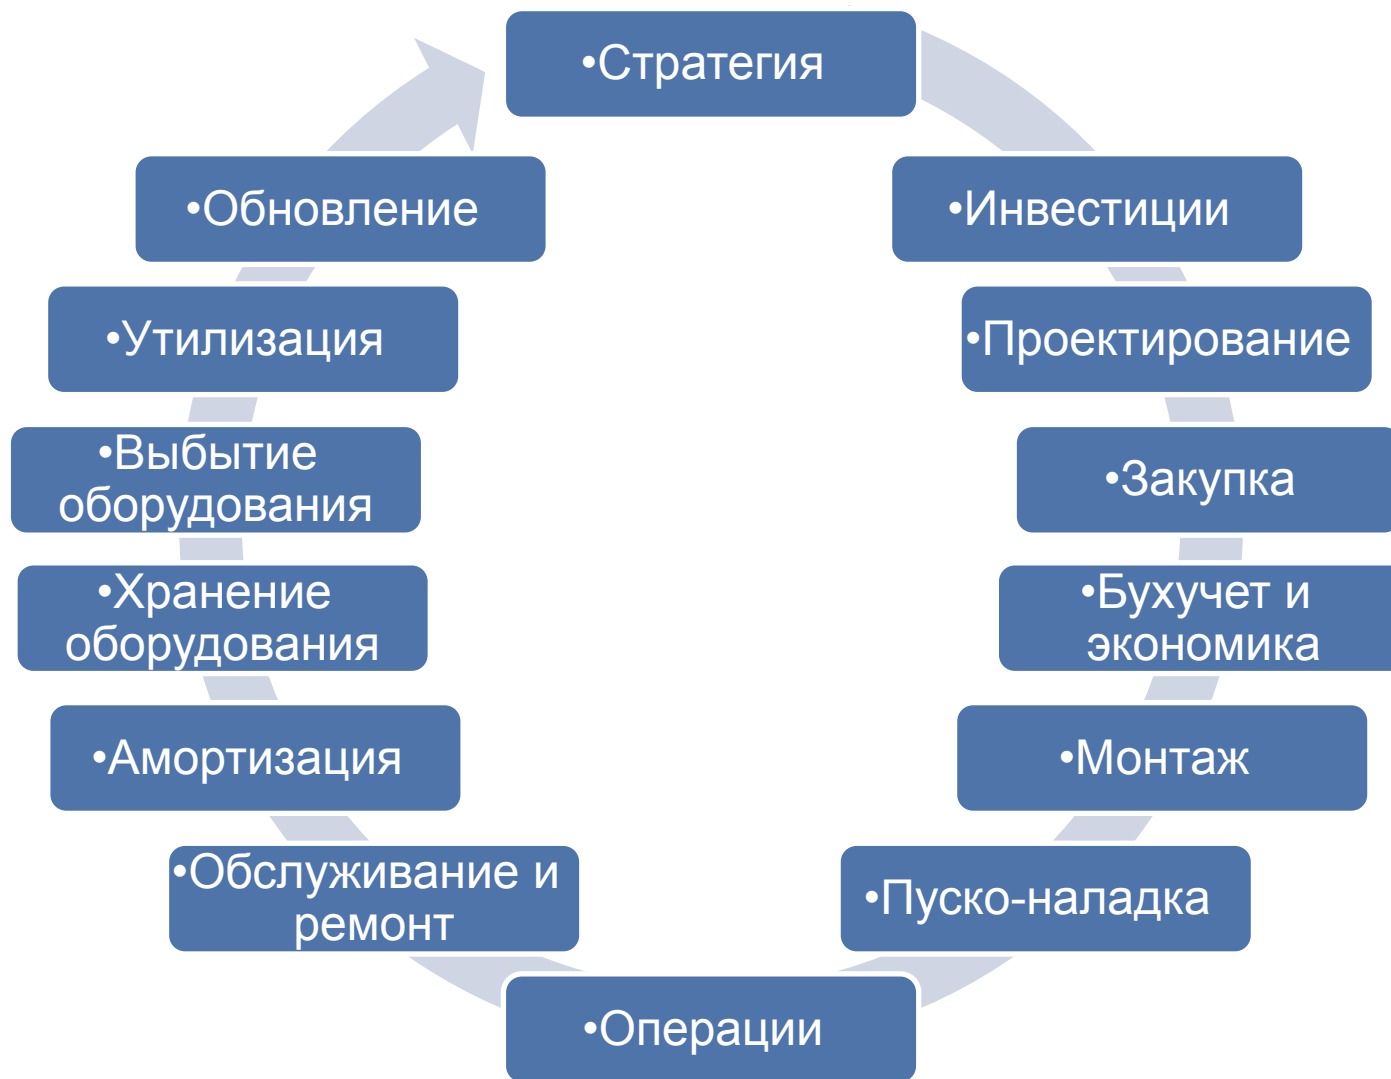 •Стратегия
•Инвестиции
•Проектирование
•Закупка
•Бухучет и
экономика
•Монтаж
•Пуско-наладка
•Операции
•Обслуживание и
ремонт
•Амортизация
•Хранение
оборудования
•Выбытие
оборудования
•Утилизация
•Обновление